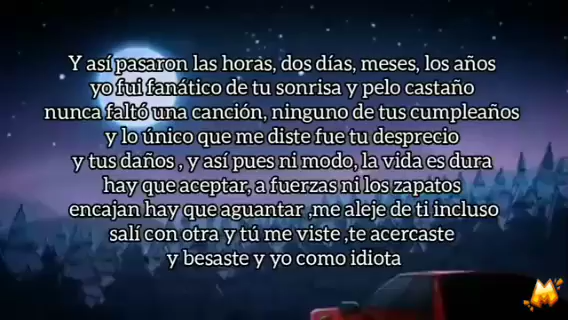 Y así pasaron las horas, dos días, meses, los años
yo fui fanático de tu sonrisa y pelo castaño
nunca faltó una canción, ninguno de tus cumpleaños
y lo único que me diste fue tu desprecio
y tus daños , y así pues ni modo, la vida es dura
hay que aceptar, a fuerzas ni los zapatos
encajan hay que aguantar ,me aleje de ti incluso
salí con otra y tú me viste ,te acercaste
y besaste y yo como idiota
M